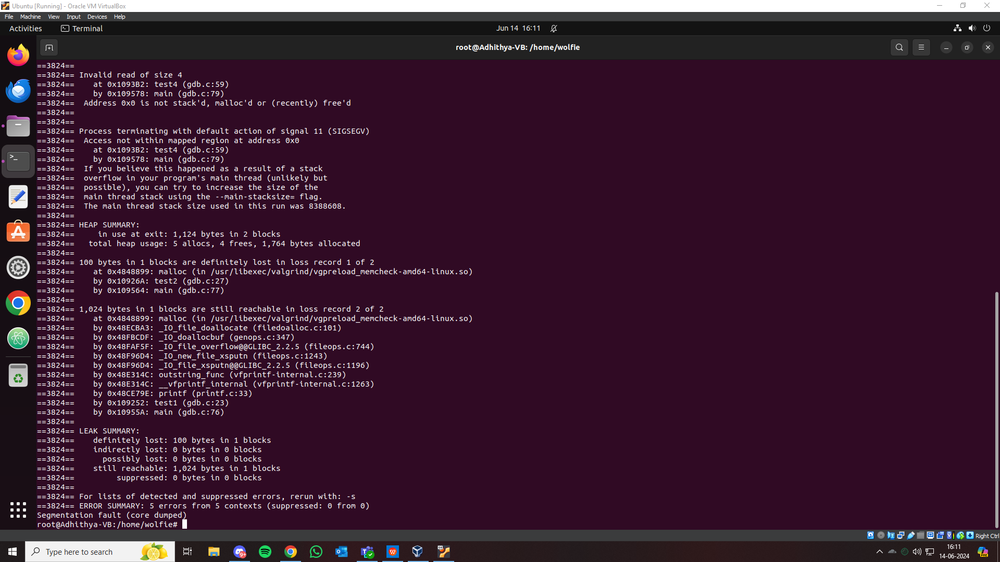 Ubuntu [Running] - Oracle VM VirtualBox
File Machine View Input Devices Help
Activities Terminal Jun 14 16:11
root@Adhithya-VB: /home/wolfie
==3824==
==3824== Invalid read of size 4
==3824==    at 0x1093B2: test4 (gdb.c:59)
==3824==    by 0x109578: main (gdb.c:79)
==3824==  Address 0x0 is not stack'd, malloc'd or (recently) free'd
==3824==
==3824==
==3824== Process terminating with default action of signal 11 (SIGSEGV)
==3824==  Access not within mapped region at address 0x0
==3824==    at 0x1093B2: test4 (gdb.c:59)
==3824==    by 0x109578: main (gdb.c:79)
==3824==  If you believe this happened as a result of a stack
==3824==  overflow in your program's main thread (unlikely but
==3824==  possible), you can try to increase the size of the
==3824==  main thread stack using the --main-stacksize= flag.
==3824==  The main thread stack size used in this run was 8388608.
==3824==
==3824== HEAP SUMMARY:
==3824==     in use at exit: 1,124 bytes in 2 blocks
==3824==   total heap usage: 5 allocs, 4 frees, 1,764 bytes allocated
==3824==
==3824== 100 bytes in 1 blocks are definitely lost in loss record 1 of 2
==3824==    at 0x4848899: malloc (in /usr/libexec/valgrind/vgpreload_memcheck-amd64-linux.so)
==3824==    by 0x10926A: test2 (gdb.c:27)
==3824==    by 0x109564: main (gdb.c:77)
==3824==
==3824== 1,024 bytes in 1 blocks are still reachable in loss record 2 of 2
==3824==    at 0x4848899: malloc (in /usr/libexec/valgrind/vgpreload_memcheck-amd64-linux.so)
==3824==    by 0x48ECBA3: _IO_file_doallocate (filedoalloc.c:101)
==3824==    by 0x48FBCDF: _IO_doallocbuf (genops.c:347)
==3824==    by 0x48FAF5F: _IO_file_overflow@@GLIBC_2.2.5 (fileops.c:744)
==3824==    by 0x48F96D4: _IO_new_file_xsputn (fileops.c:1243)
==3824==    by 0x48F96D4: _IO_file_xsputn@@GLIBC_2.2.5 (fileops.c:1196)
==3824==    by 0x48E314C: outstring_func (vfprintf-internal.c:239)
==3824==    by 0x48E314C: __vfprintf_internal (vfprintf-internal.c:1263)
==3824==    by 0x48CE79E: printf (printf.c:33)
==3824==    by 0x109252: test1 (gdb.c:23)
==3824==    by 0x10955A: main (gdb.c:76)
==3824==
==3824== LEAK SUMMARY:
==3824==    definitely lost: 100 bytes in 1 blocks
==3824==    indirectly lost: 0 bytes in 0 blocks
==3824==      possibly lost: 0 bytes in 0 blocks
==3824==    still reachable: 1,024 bytes in 1 blocks
==3824==         suppressed: 0 bytes in 0 blocks
==3824==
==3824== For lists of detected and suppressed errors, rerun with: -s
==3824== ERROR SUMMARY: 5 errors from 5 contexts (suppressed: 0 from 0)
Segmentation fault (core dumped)
root@Adhithya-VB:/home/wolfie#
Right Ctrl
Type here to search
9+
16:11
14-06-2024
PRE